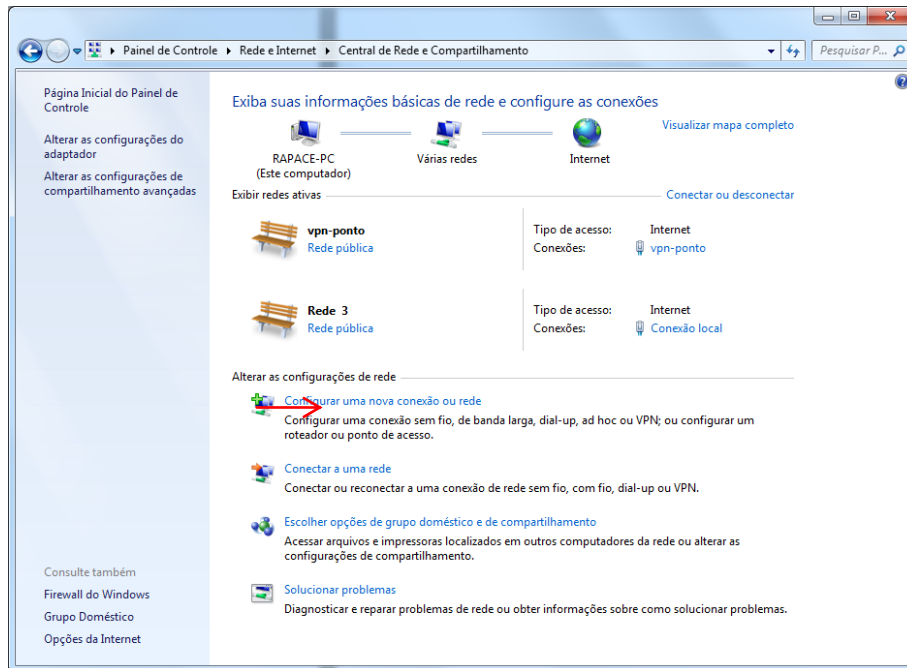 Painel de Controle ▸ Rede e Internet ▸ Central de Rede e Compartilhamento
Pesquisar P...
Página Inicial do Painel de
Controle
Alterar as configurações do
adaptador
Alterar as configurações de
compartilhamento avançadas
Exiba suas informações básicas de rede e configure as conexões
Visualizar mapa completo
RAPACE-PC
(Este computador)
Várias redes
Internet
Exibir redes ativas
Conectar ou desconectar
vpn-ponto
Rede pública
Tipo de acesso: Internet
Conexões: vpn-ponto
Rede 3
Rede pública
Tipo de acesso: Internet
Conexões: Conexão local
Alterar as configurações de rede
Configurar uma nova conexão ou rede
Configurar uma conexão sem fio, de banda larga, dial-up, ad hoc ou VPN; ou configurar um
roteador ou ponto de acesso.
Conectar a uma rede
Conectar ou reconectar a uma conexão de rede sem fio, com fio, dial-up ou VPN.
Escolher opções de grupo doméstico e de compartilhamento
Acessar arquivos e impressoras localizados em outros computadores da rede ou alterar as
configurações de compartilhamento.
Solucionar problemas
Diagnosticar e reparar problemas de rede ou obter informações sobre como solucionar problemas.
Consulte também
Firewall do Windows
Grupo Doméstico
Opções da Internet